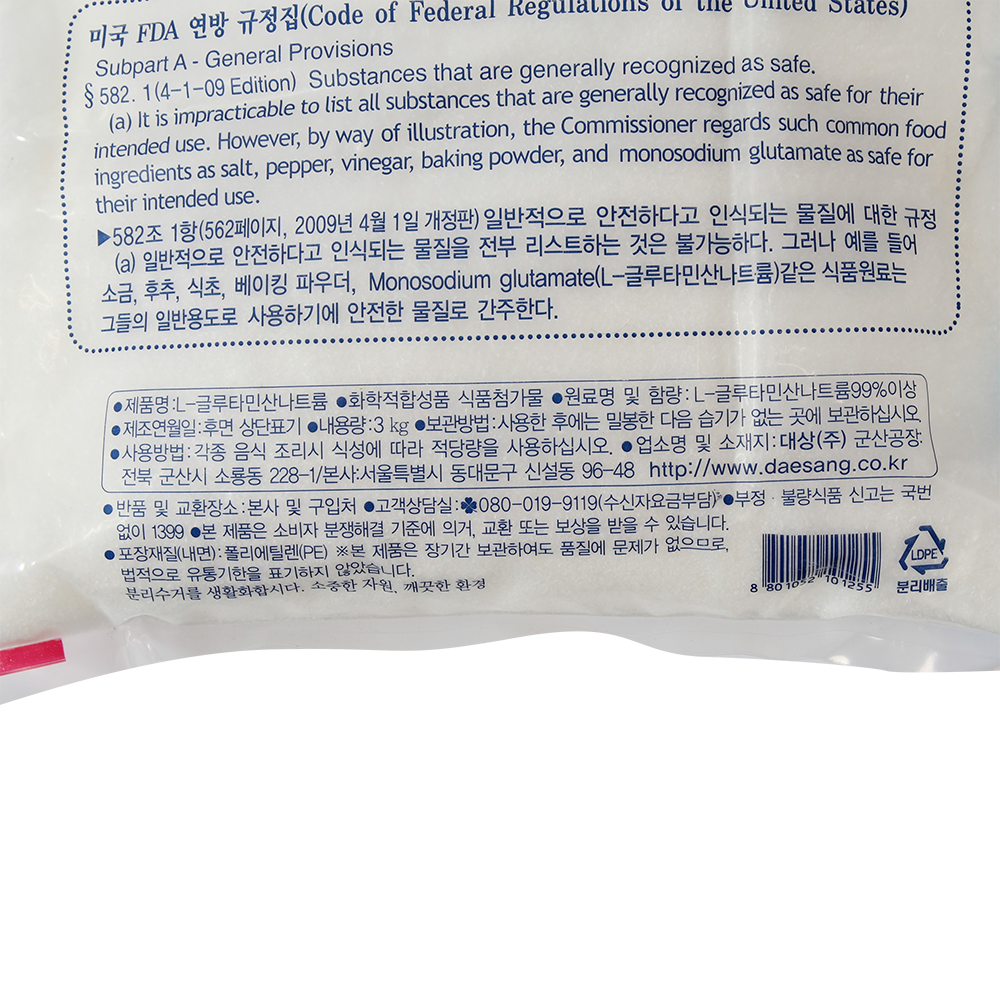 미국 FDA 연방 규정집(Code of Federal Regulations of the United States)
Subpart A - General Provisions
§ 582. 1(4-1-09 Edition) Substances that are generally recognized as safe.
(a) It is impracticable to list all substances that are generally recognized as safe for their
intended use. However, by way of illustration, the Commissioner regards such common food
ingredients as salt, pepper, vinegar, baking powder, and monosodium glutamate as safe for
their intended use.
▶582조 1항(562페이지, 2009년 4월 1일 개정판) 일반적으로 안전하다고 인식되는 물질에 대한 규정
(a) 일반적으로 안전하다고 인식되는 물질을 전부 리스트하는 것은 불가능하다. 그러나 예를 들어
소금, 후추, 식초, 베이킹 파우더, Monosodium glutamate(L-글루타민산나트륨)같은 식품원료는
그들의 일반용도로 사용하기에 안전한 물질로 간주한다.
●제품명:L-글루타민산나트륨 ●화학적합성품 식품첨가물 ●원료명 및 함량: L-글루타민산나트륨99%이상
●제조연월일:후면 상단표기 ●내용량:3 kg ●보관방법:사용한 후에는 밀봉한 다음 습기가 없는 곳에 보관하십시오.
●사용방법: 각종 음식 조리시 식성에 따라 적당량을 사용하십시오. ●업소명 및 소재지: 대상(주) 군산공장
전북 군산시 소룡동 228-1/본사:서울특별시 동대문구 신설동 96-48 http://www.daesang.co.kr
●반품 및 교환장소:본사 및 구입처 ●고객상담실:☘080-019-9119(수신자요금부담) ●부정·불량식품 신고는 국번
없이 1399 ●본 제품은 소비자 분쟁해결 기준에 의거, 교환 또는 보상을 받을 수 있습니다.
●포장재질(내면): 폴리에틸렌(PE) ※본 제품은 장기간 보관하여도 품질에 문제가 없으므로,
법적으로 유통기한을 표기하지 않았습니다.
분리수거를 생활화합시다. 소중한 자원, 깨끗한 환경
8 801052 101255
LDPE
분리배출